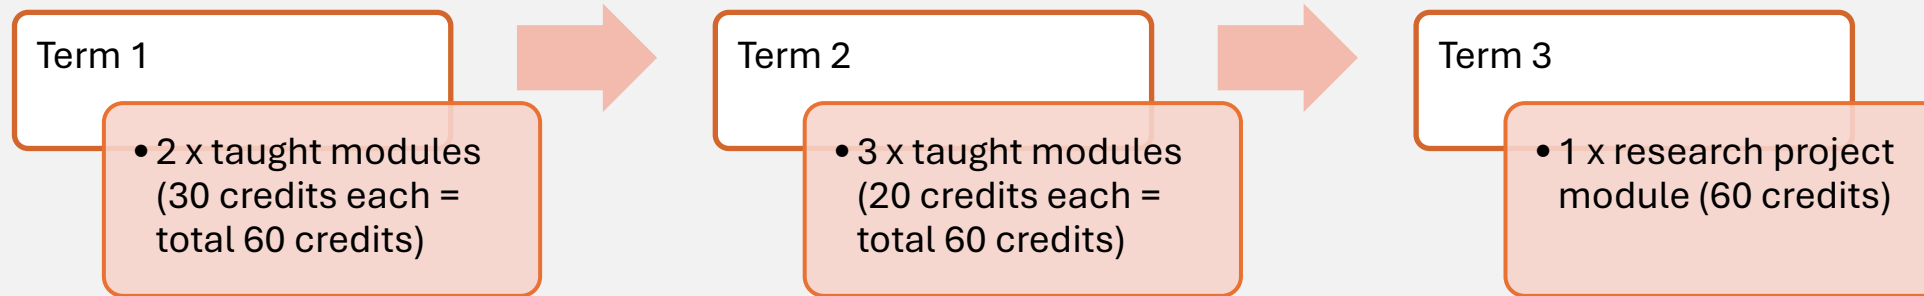 Term 1
• 2 x taught modules
(30 credits each =
total 60 credits)
Term 2
• 3 x taught modules
(20 credits each =
total 60 credits)
Term 3
• 1 x research project
module (60 credits)